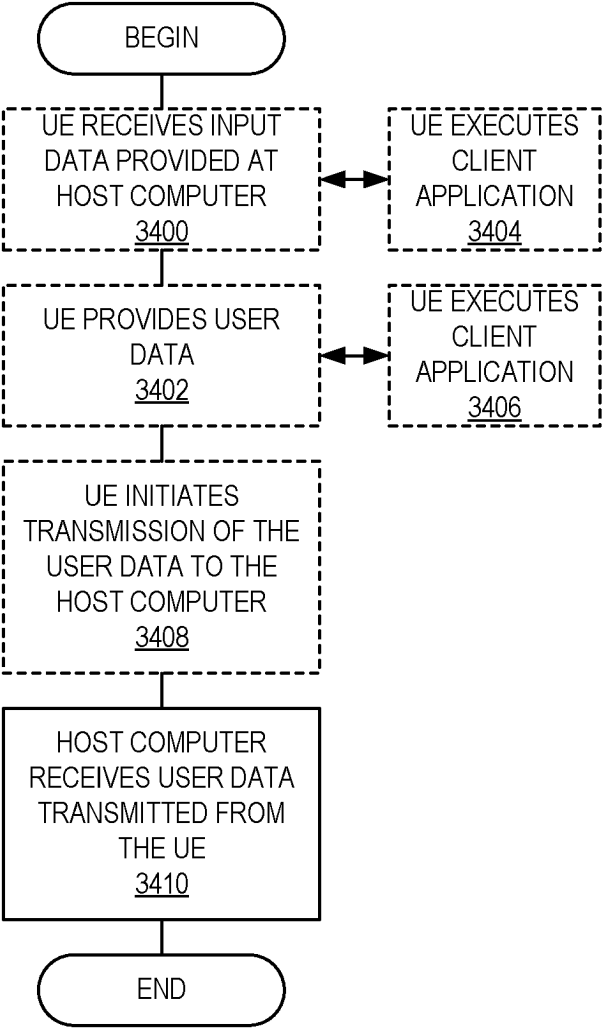 BEGIN
UE RECEIVES INPUT
DATA PROVIDED AT
HOST COMPUTER
3400
UE EXECUTES
CLIENT
APPLICATION
3404
UE PROVIDES USER
DATA
3402
UE EXECUTES
CLIENT
APPLICATION
3406
UE INITIATES
TRANSMISSION OF THE
USER DATA TO THE
HOST COMPUTER
3408
HOST COMPUTER
RECEIVES USER DATA
TRANSMITTED FROM
THE UE
3410
END